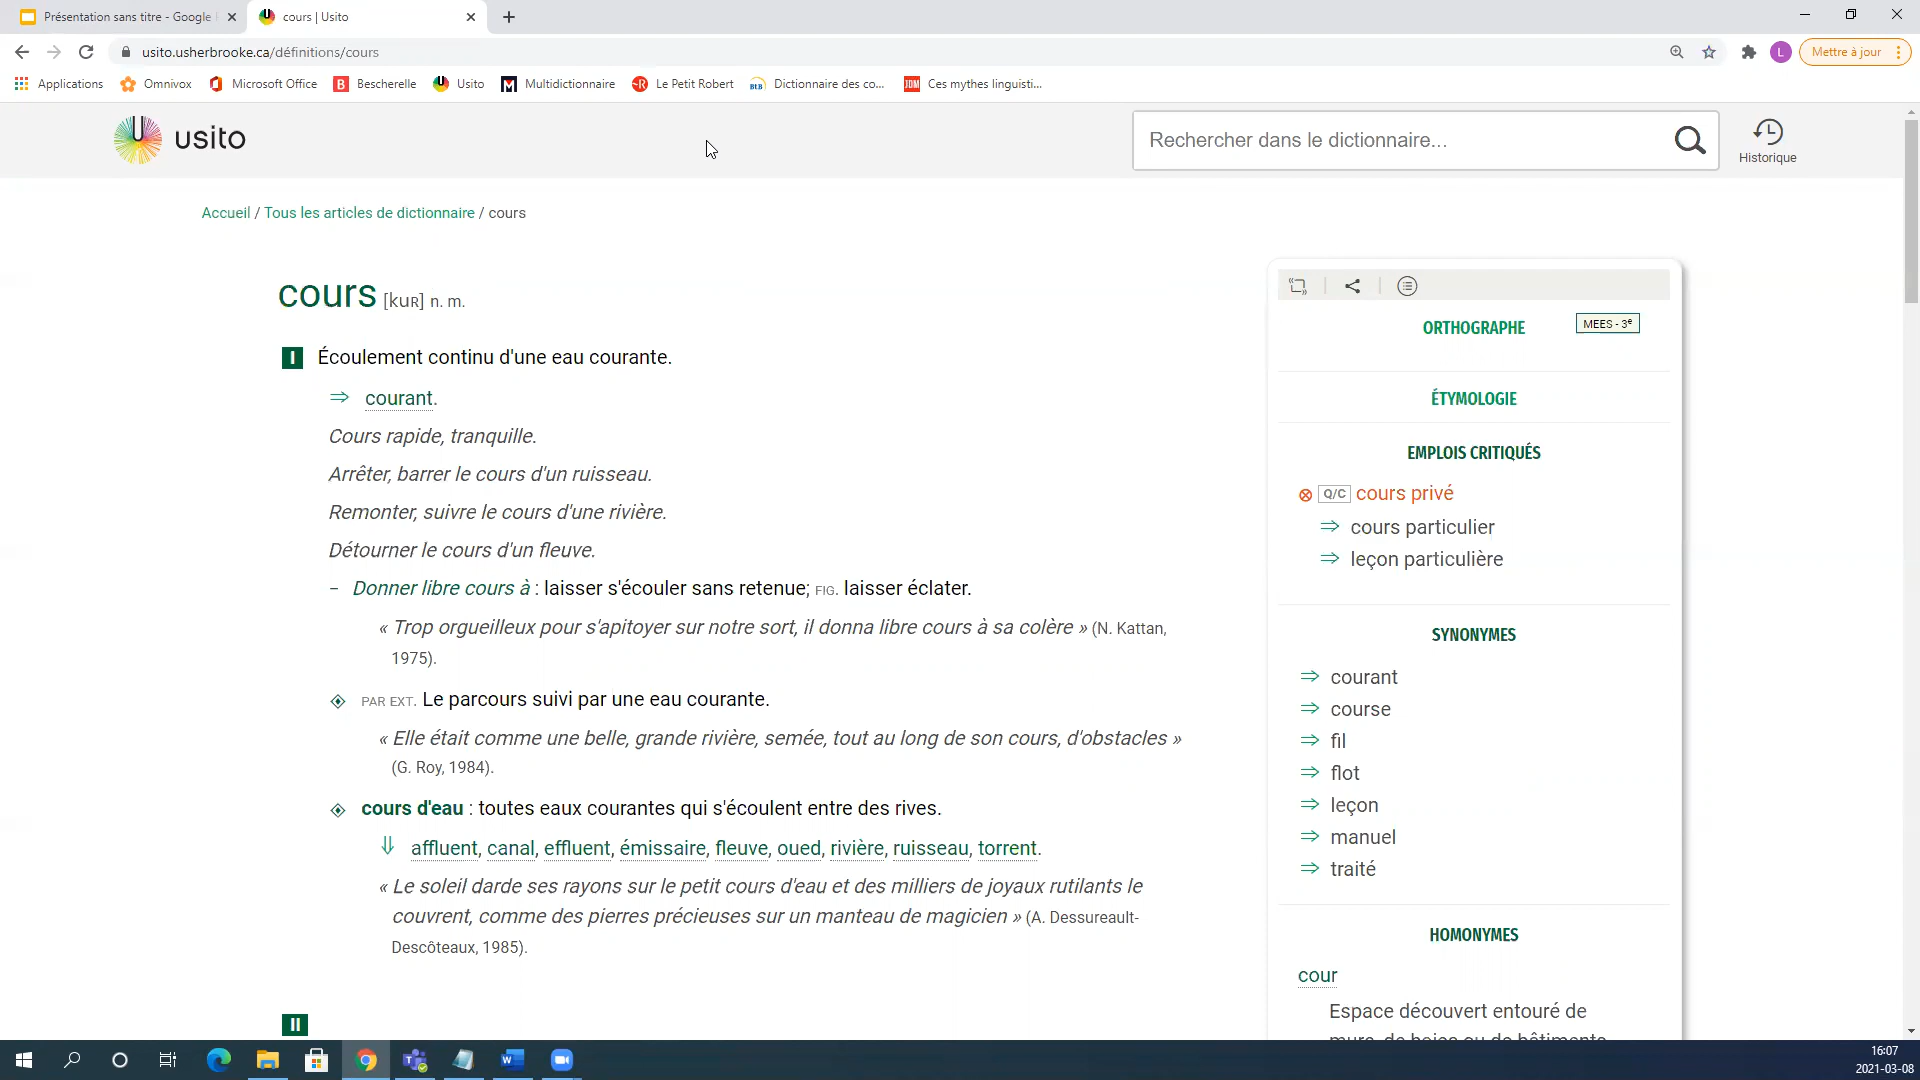 Présentation sans titre - Google
cours | Usito
usito.usherbrooke.ca/définitions/cours
L
Mettre à jour
Applications
Omnivox
Microsoft Office
B Bescherelle
Usito
M Multidictionnaire
R Le Petit Robert
BtB Dictionnaire des co...
JDM Ces mythes linguisti...
usito
Rechercher dans le dictionnaire...
Historique
Accueil / Tous les articles de dictionnaire / cours
cours [kuʀ] n. m.
I Écoulement continu d'une eau courante.
⇒ courant.
Cours rapide, tranquille.
Arrêter, barrer le cours d'un ruisseau.
Remonter, suivre le cours d'une rivière.
Détourner le cours d'un fleuve.
– Donner libre cours à : laisser s'écouler sans retenue; FIG. laisser éclater.
« Trop orgueilleux pour s'apitoyer sur notre sort, il donna libre cours à sa colère » (N. Kattan,
1975).
PAR EXT. Le parcours suivi par une eau courante.
« Elle était comme une belle, grande rivière, semée, tout au long de son cours, d'obstacles »
(G. Roy, 1984).
cours d'eau : toutes eaux courantes qui s'écoulent entre des rives.
⇓ affluent, canal, effluent, émissaire, fleuve, oued, rivière, ruisseau, torrent.
« Le soleil darde ses rayons sur le petit cours d'eau et des milliers de joyaux rutilants le
couvrent, comme des pierres précieuses sur un manteau de magicien » (A. Dessureault-
Descôteaux, 1985).
II
ORTHOGRAPHE
MEES - 3e
ÉTYMOLOGIE
EMPLOIS CRITIQUÉS
Q/C cours privé
⇒ cours particulier
⇒ leçon particulière
SYNONYMES
⇒ courant
⇒ course
⇒ fil
⇒ flot
⇒ leçon
⇒ manuel
⇒ traité
HOMONYMES
cour
Espace découvert entouré de
murs, de haies ou de bâtiments
16:07
2021-03-08